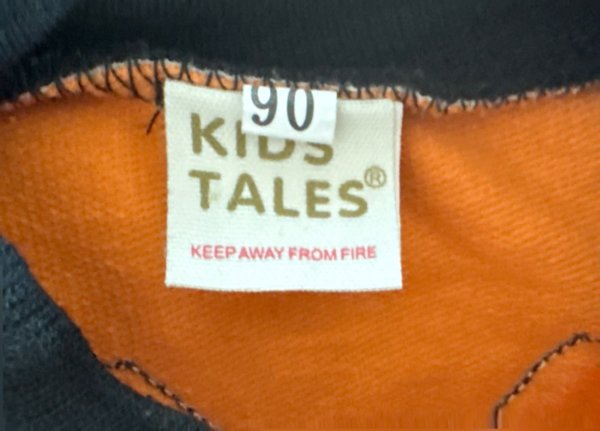 90
KIDS
TALES®
KEEP AWAY FROM FIRE